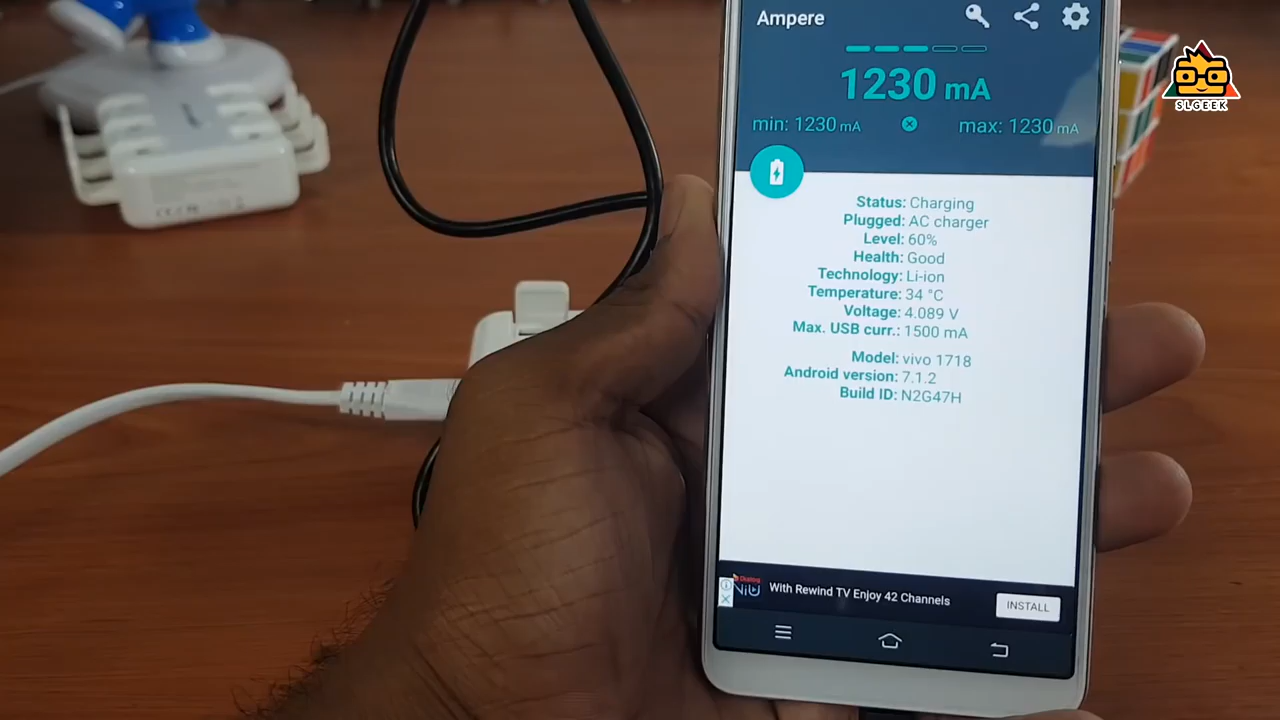 Ampere
1230 mA
min: 1230 mA
max: 1230 mA
SLGEEK
Status: Charging
Plugged: AC charger
Level: 60%
Health: Good
Technology: Li-ion
Temperature: 34 °C
Voltage: 4.089 V
Max. USB curr.: 1500 mA
Model: vivo 1718
Android version: 7.1.2
Build ID: N2G47H
Dialog
ViU
With Rewind TV Enjoy 42 Channels
INSTALL